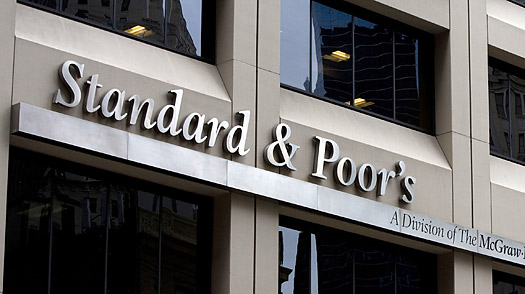 Standard & Poor's
A Division of The McGraw